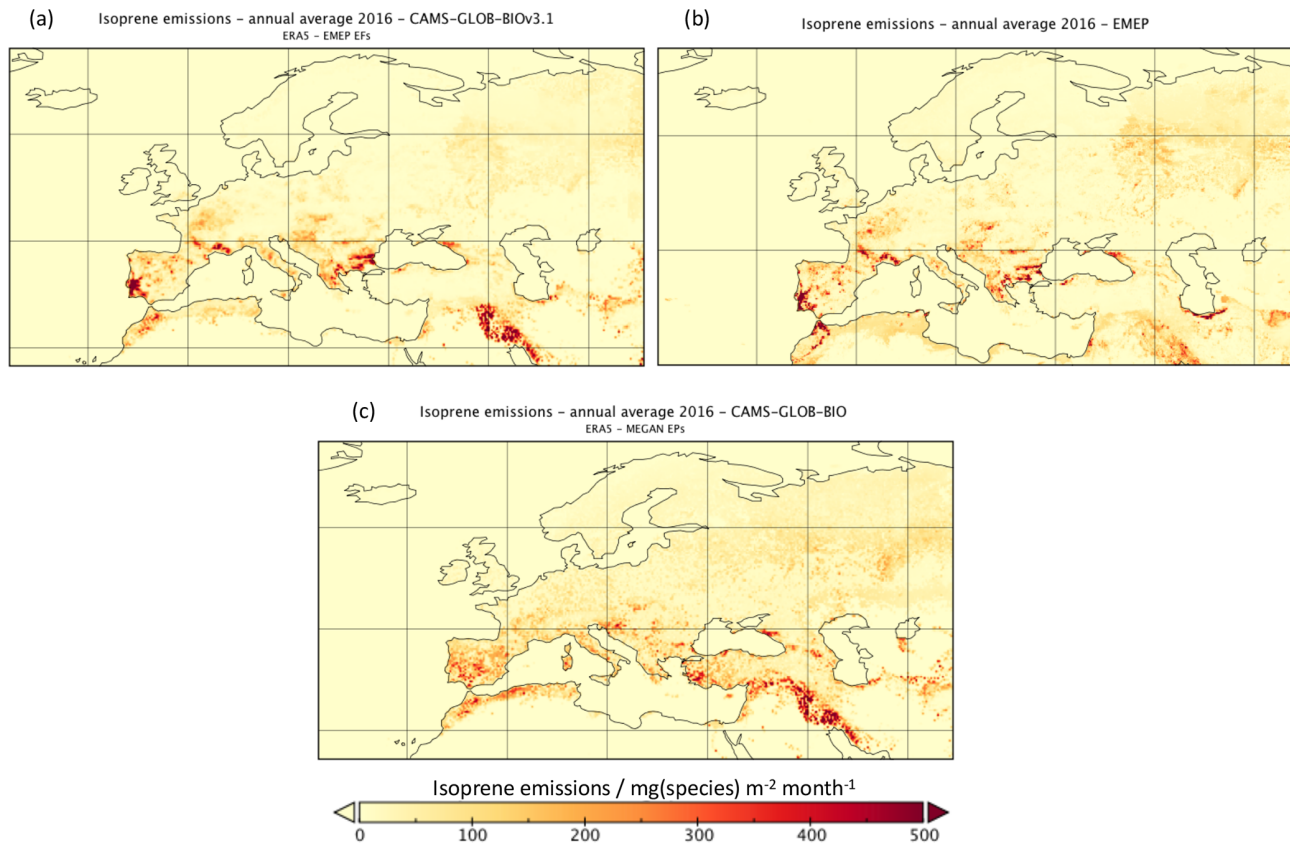 (a)
Isoprene emissions – annual average 2016 – CAMS-GLOB-BIOv3.1
ERA5 – EMEP EFs
(b)
Isoprene emissions – annual average 2016 – EMEP
(c)
Isoprene emissions – annual average 2016 – CAMS-GLOB-BIO
ERA5 – MEGAN EPs
Isoprene emissions / mg(species) m⁻² month⁻¹
0 100 200 300 400 500